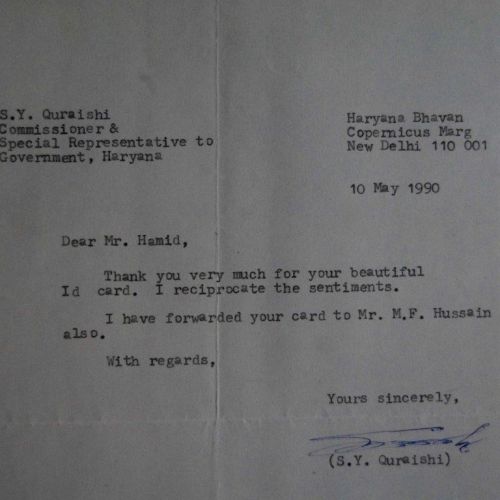 S.Y. Quraishi
Commissioner &
Special Representative to
Government, Haryana
Haryana Bhavan
Copernicus Marg
New Delhi 110 001
10 May 1990
Dear Mr. Hamid,
Thank you very much for your beautiful
Id card. I reciprocate the sentiments.
I have forwarded your card to Mr. M.F. Hussain
also.
With regards,
Yours sincerely,
(S.Y. Quraishi)